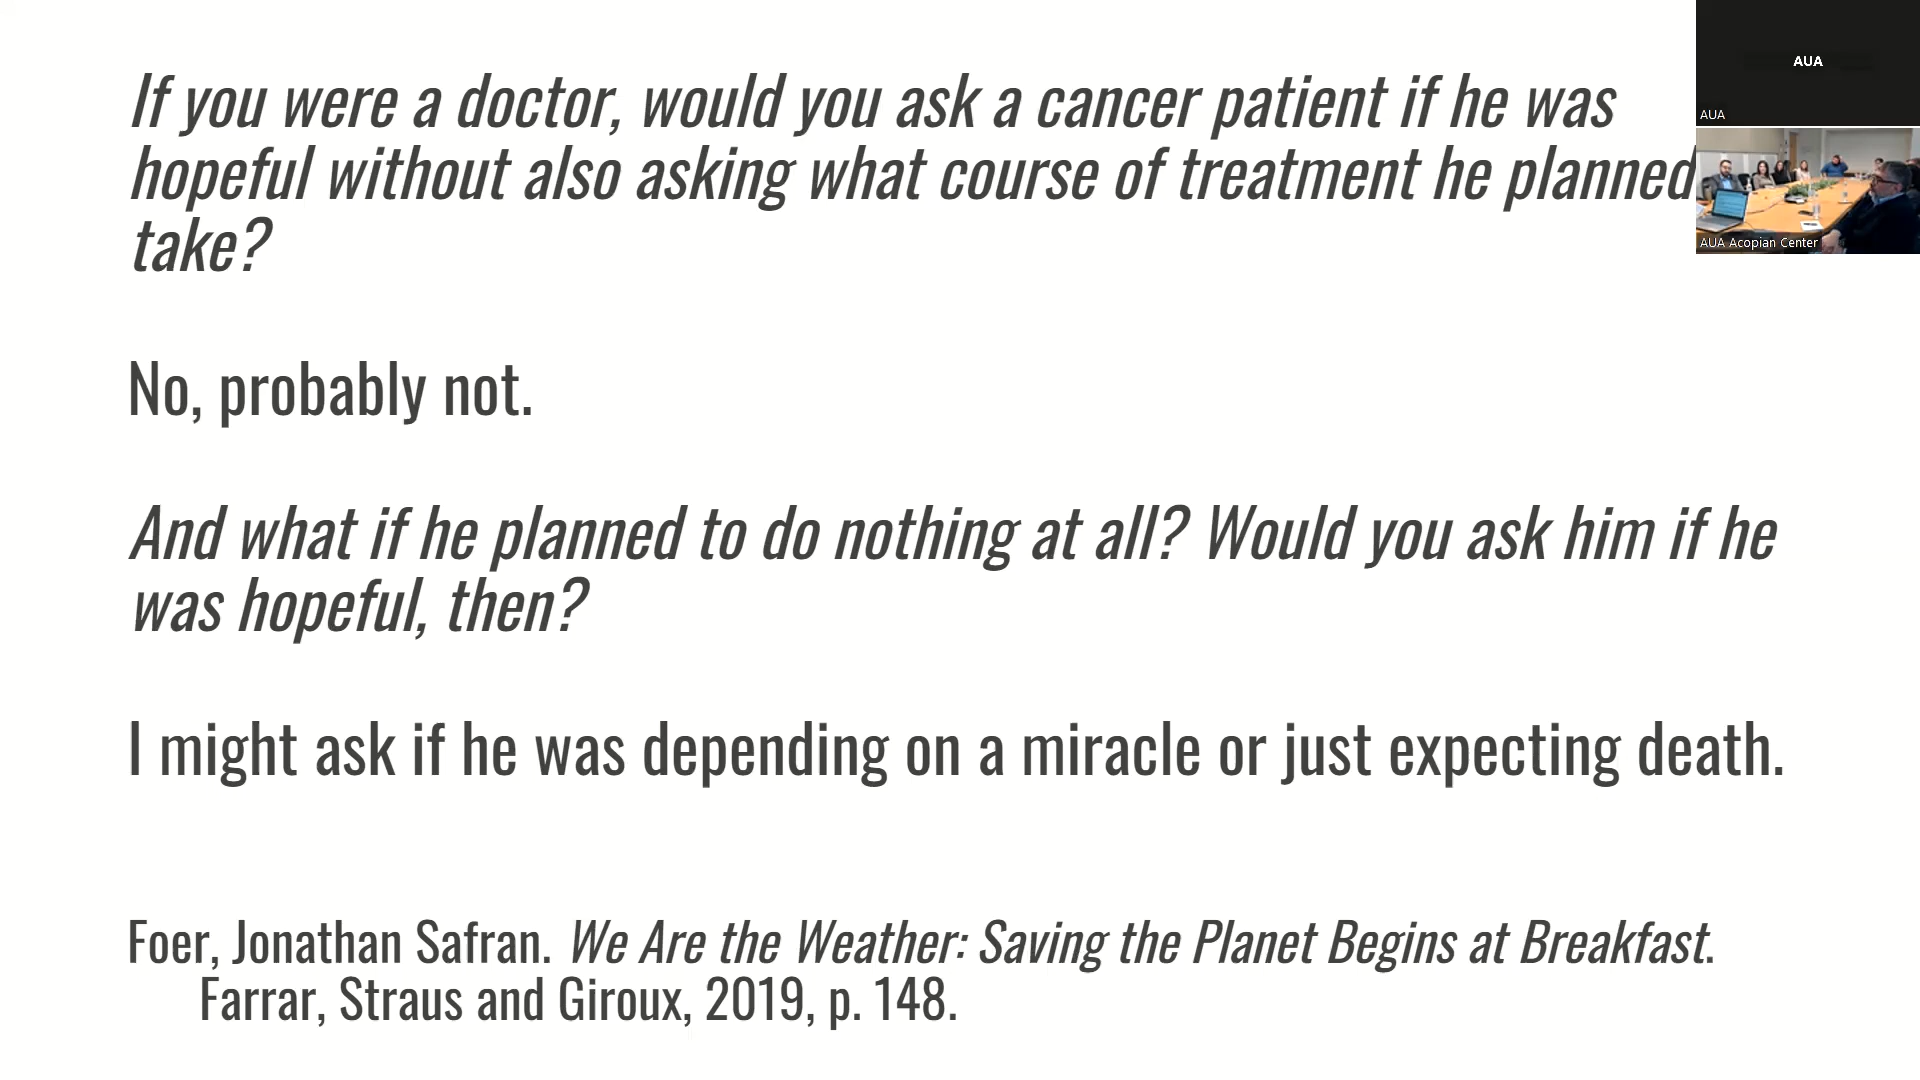 If you were a doctor, would you ask a cancer patient if he was
hopeful without also asking what course of treatment he planned
take?
No, probably not.
And what if he planned to do nothing at all? Would you ask him if he
was hopeful, then?
I might ask if he was depending on a miracle or just expecting death.
Foer, Jonathan Safran. We Are the Weather: Saving the Planet Begins at Breakfast.
Farrar, Straus and Giroux, 2019, p. 148.
AUA
AUA
AUA Acopian Center